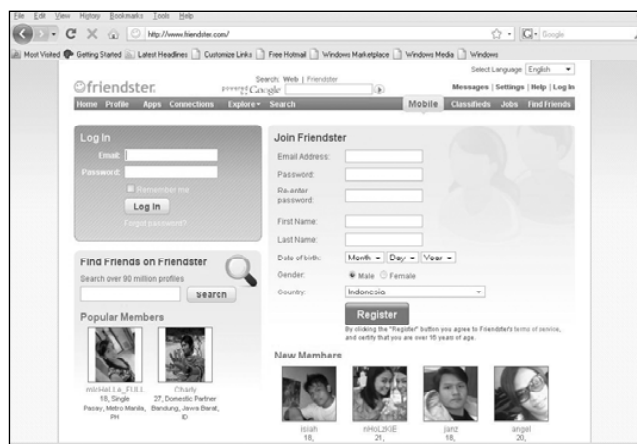 File Edit View History Bookmarks Tools Help
http://www.friendster.com/
Google
Most Visited Getting Started Latest Headlines Customize Links Free Hotmail Windows Marketplace Windows Media Windows
Select Language English
friendster.
Search: Web | Friendster
powered by Google
Messages | Settings | Help | Log In
Home Profile Apps Connections Explore Search Mobile Classifieds Jobs Find Friends
Log In
Email:
Password:
Remember me
Log In
Forgot password?
Join Friendster
Email Address:
Password:
Re-enter
password:
First Name:
Last Name:
Date of birth: Month Day Year
Gender: Male Female
Country: Indonesia
Register
By clicking the "Register" button you agree to Friendster's terms of service,
and certify that you are over 16 years of age.
Find Friends on Friendster
Search over 90 million profiles
Search
Popular Members
18, Single
Pasay, Metro Manila,
PH
Charly
27, Domestic Partner
Bandung, Jawa Barat,
ID
New Members
isiah
18,
nHoLzKiE
21,
janz
18,
angel
20,